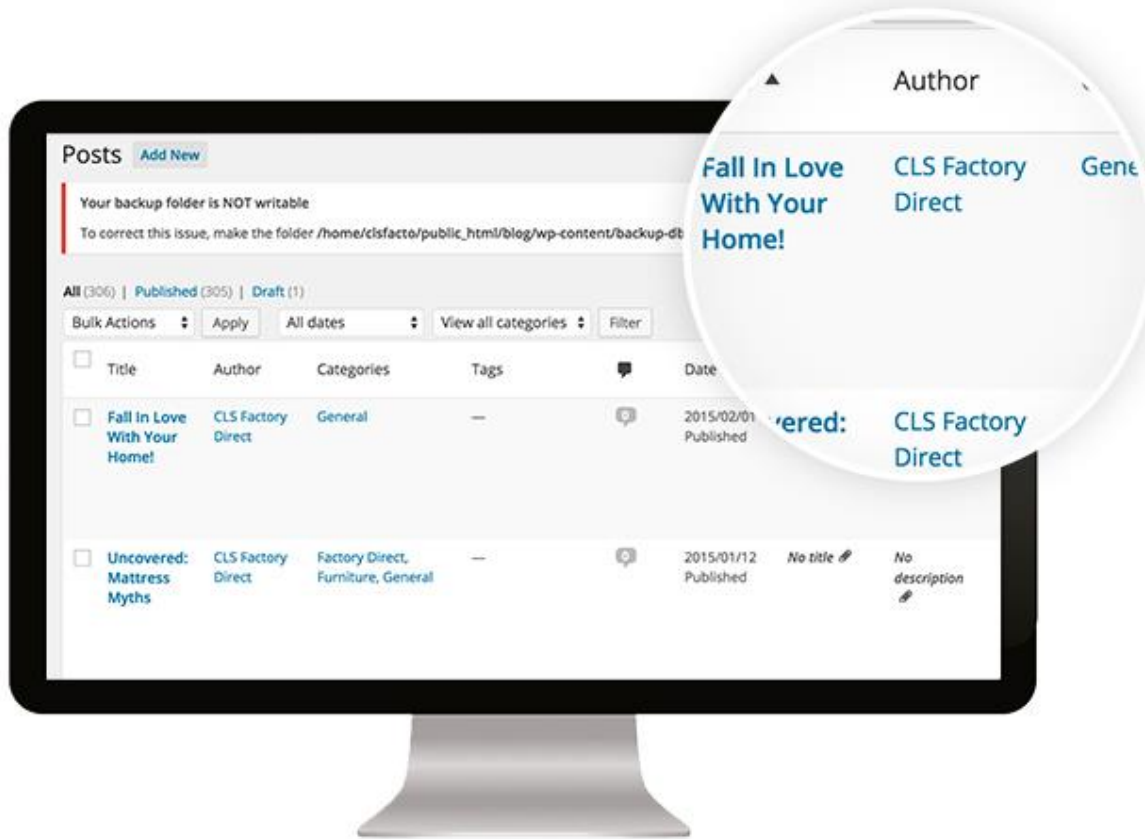 Posts Add New
Your backup folder is NOT writable
To correct this issue, make the folder /home/clsfacto/public_html/blog/wp-content/backup-db
All (306) | Published (305) | Draft (1)
Bulk Actions Apply All dates View all categories Filter
Title Author Categories Tags Date
Fall In Love CLS Factory General — 0 2015/02/01
With Your Direct Published
Home!
Uncovered: CLS Factory Factory Direct, — 0 2015/01/12 No title No
Mattress Direct Furniture, General Published description
Myths
Author
Fall In Love CLS Factory Gene
With Your Direct
Home!
vered: CLS Factory
Direct